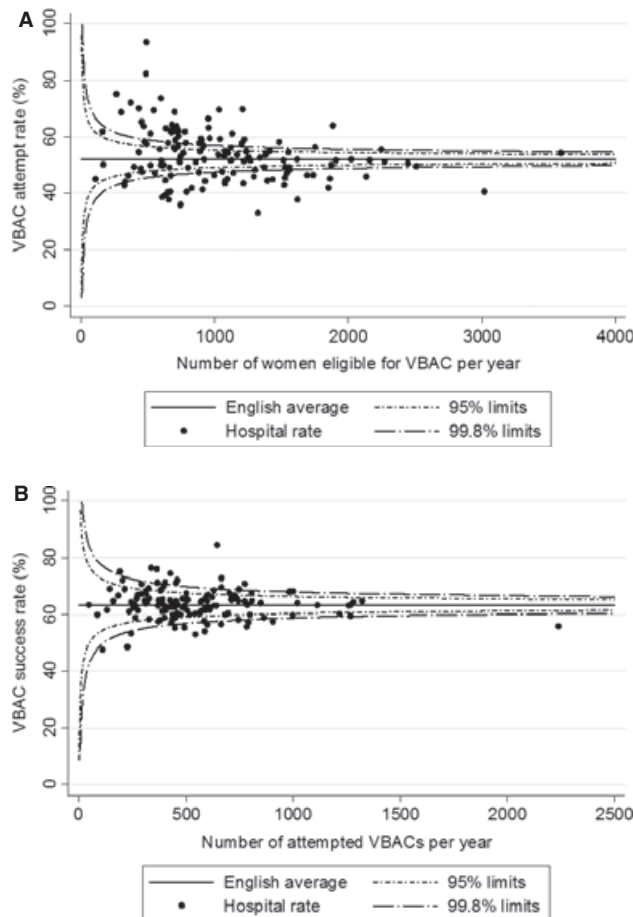 A
VBAC attempt rate (%)
100
80
60
40
20
0
0 1000 2000 3000 4000
Number of women eligible for VBAC per year
English average 95% limits
Hospital rate 99.8% limits
B
VBAC success rate (%)
100
80
60
40
20
0
0 500 1000 1500 2000 2500
Number of attempted VBACs per year
English average 95% limits
Hospital rate 99.8% limits